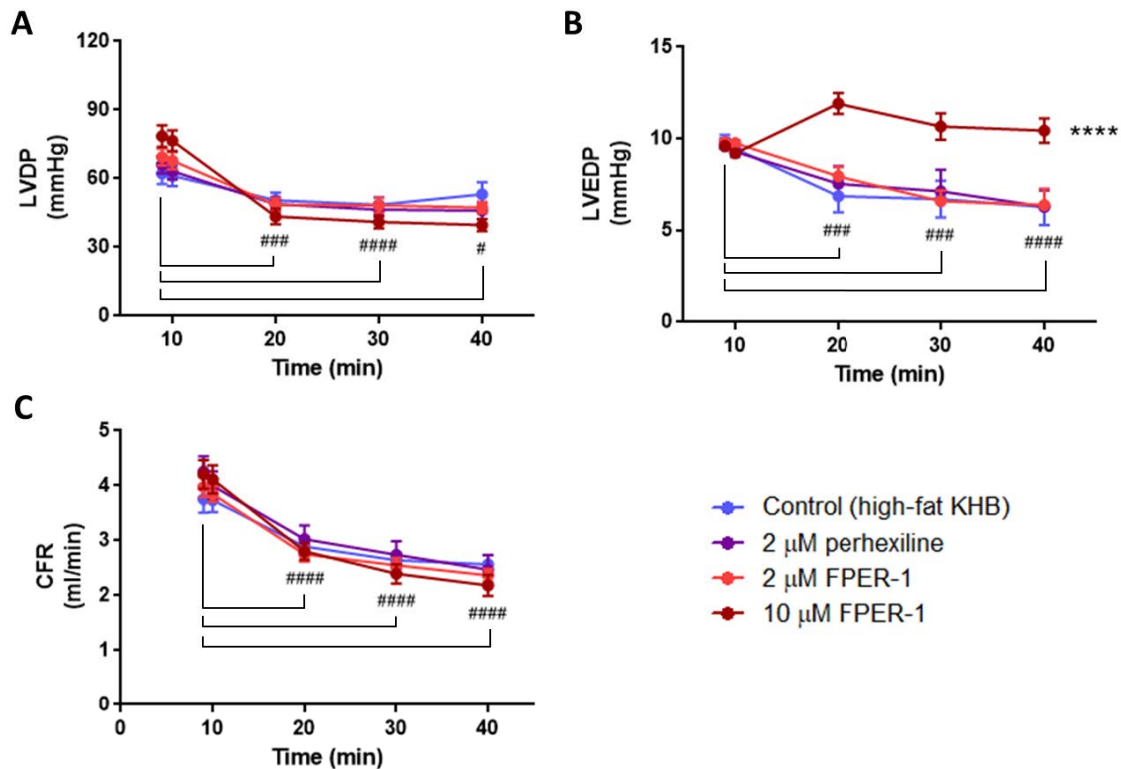 A
120
90
60
30
0
LVDP
(mmHg)
###
####
#
10
20
30
40
Time (min)
B
15
10
5
0
LVEDP
(mmHg)
****
###
###
####
10
20
30
40
Time (min)
C
5
4
3
2
1
0
CFR
(ml/min)
####
####
####
0
10
20
30
40
Time (min)
Control (high-fat KHB)
2 μM perhexiline
2 μM FPER-1
10 μM FPER-1